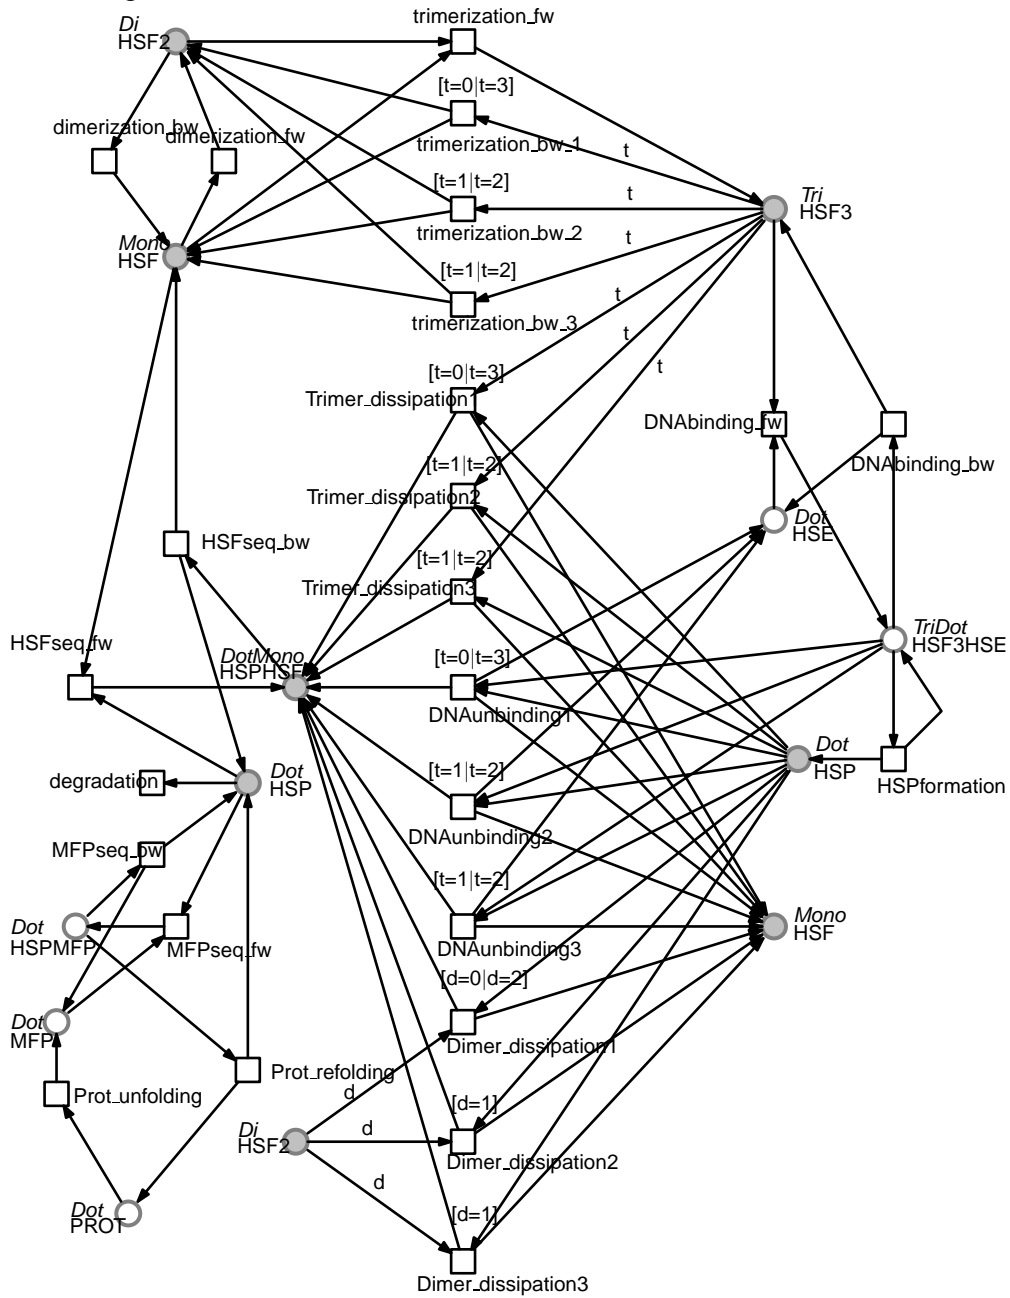 trimerization_fw
Di
HSF2
[t=0|t=3]
dimerization_bw
dimerization_fw
trimerization_bw_1
t
[t=1|t=2]
t
Tri
HSF3
trimerization_bw_2
t
Mono
HSF
[t=1|t=2]
t
trimerization_bw_3
t
t
[t=0|t=3]
Trimer_dissipation1
DNAbinding_fw
[t=1|t=2]
DNAbinding_bw
Trimer_dissipation2
Dot
HSE
HSFseq_bw
[t=1|t=2]
Trimer_dissipation3
HSFseq_fw
TriDot
HSF3HSE
DotMono
HSPHSF
[t=0|t=3]
DNAunbinding1
Dot
HSP
degradation
Dot
HSP
[t=1|t=2]
HSPformation
DNAunbinding2
MFPseq_bw
[t=1|t=2]
Dot
HSPMFP
MFPseq_fw
Mono
HSF
DNAunbinding3
[d=0|d=2]
Dot
MFP
Dimer_dissipation1
Prot_refolding
Prot_unfolding
d
[d=1]
Di
HSF2
d
Dimer_dissipation2
d
Dot
PROT
[d=1]
Dimer_dissipation3